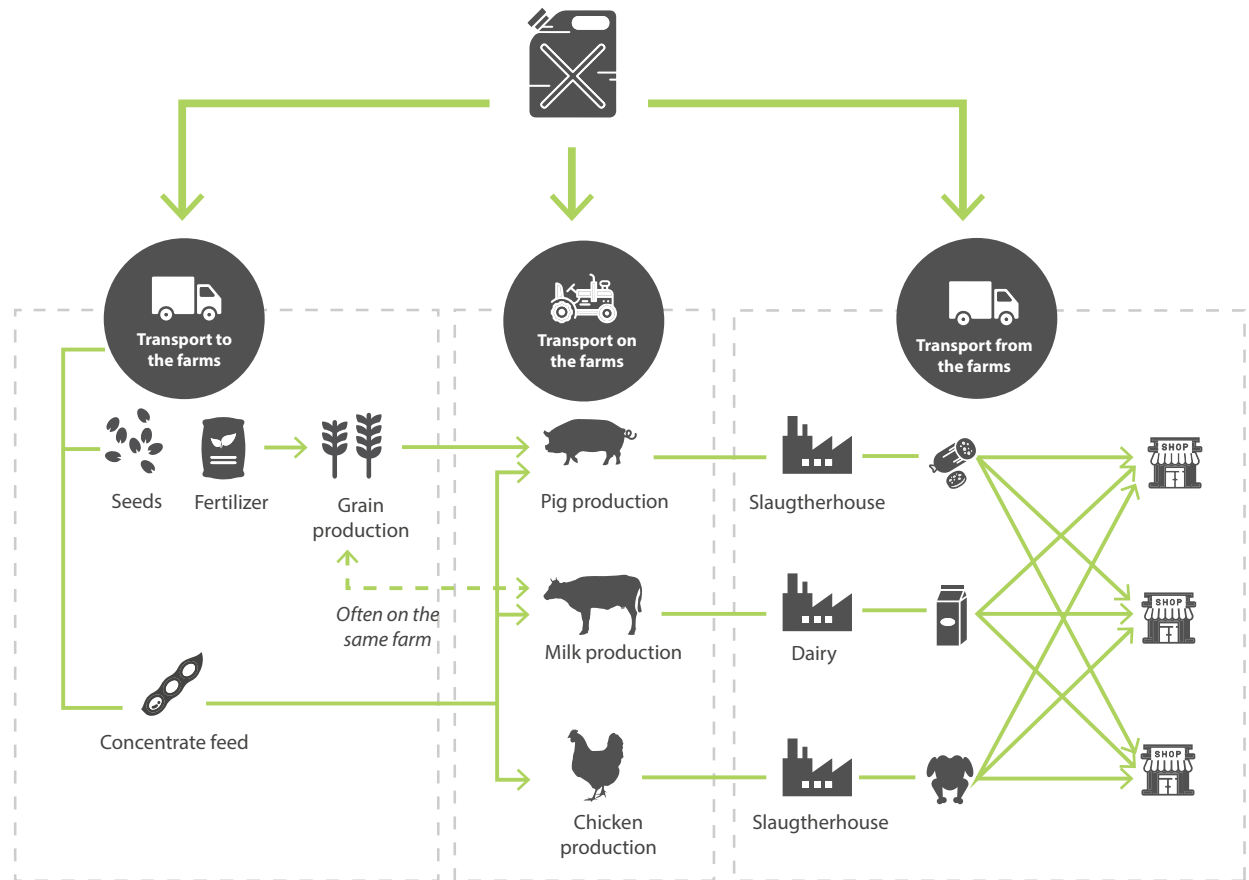 Transport to
the farms
Transport on
the farms
Transport from
the farms
Seeds
Fertilizer
Grain
production
Pig production
Slaugtherhouse
SHOP
Often on the
same farm
Milk production
Dairy
SHOP
Concentrate feed
Chicken
production
Slaugtherhouse
SHOP